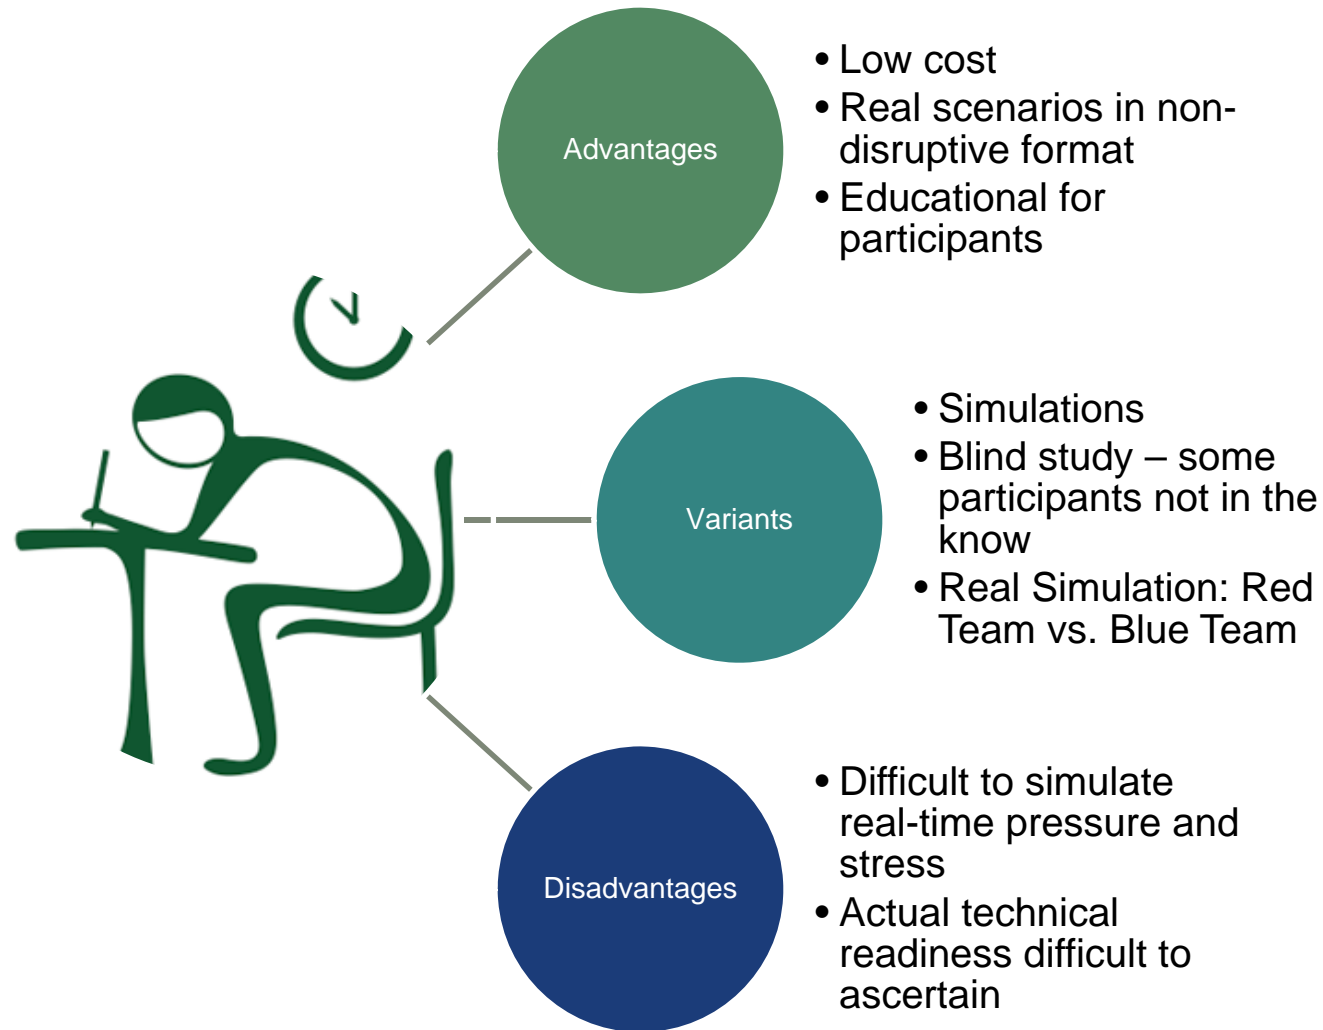 Advantages
• Low cost
• Real scenarios in non-
disruptive format
• Educational for
participants
Variants
• Simulations
• Blind study – some
participants not in the
know
• Real Simulation: Red
Team vs. Blue Team
Disadvantages
• Difficult to simulate
real-time pressure and
stress
• Actual technical
readiness difficult to
ascertain